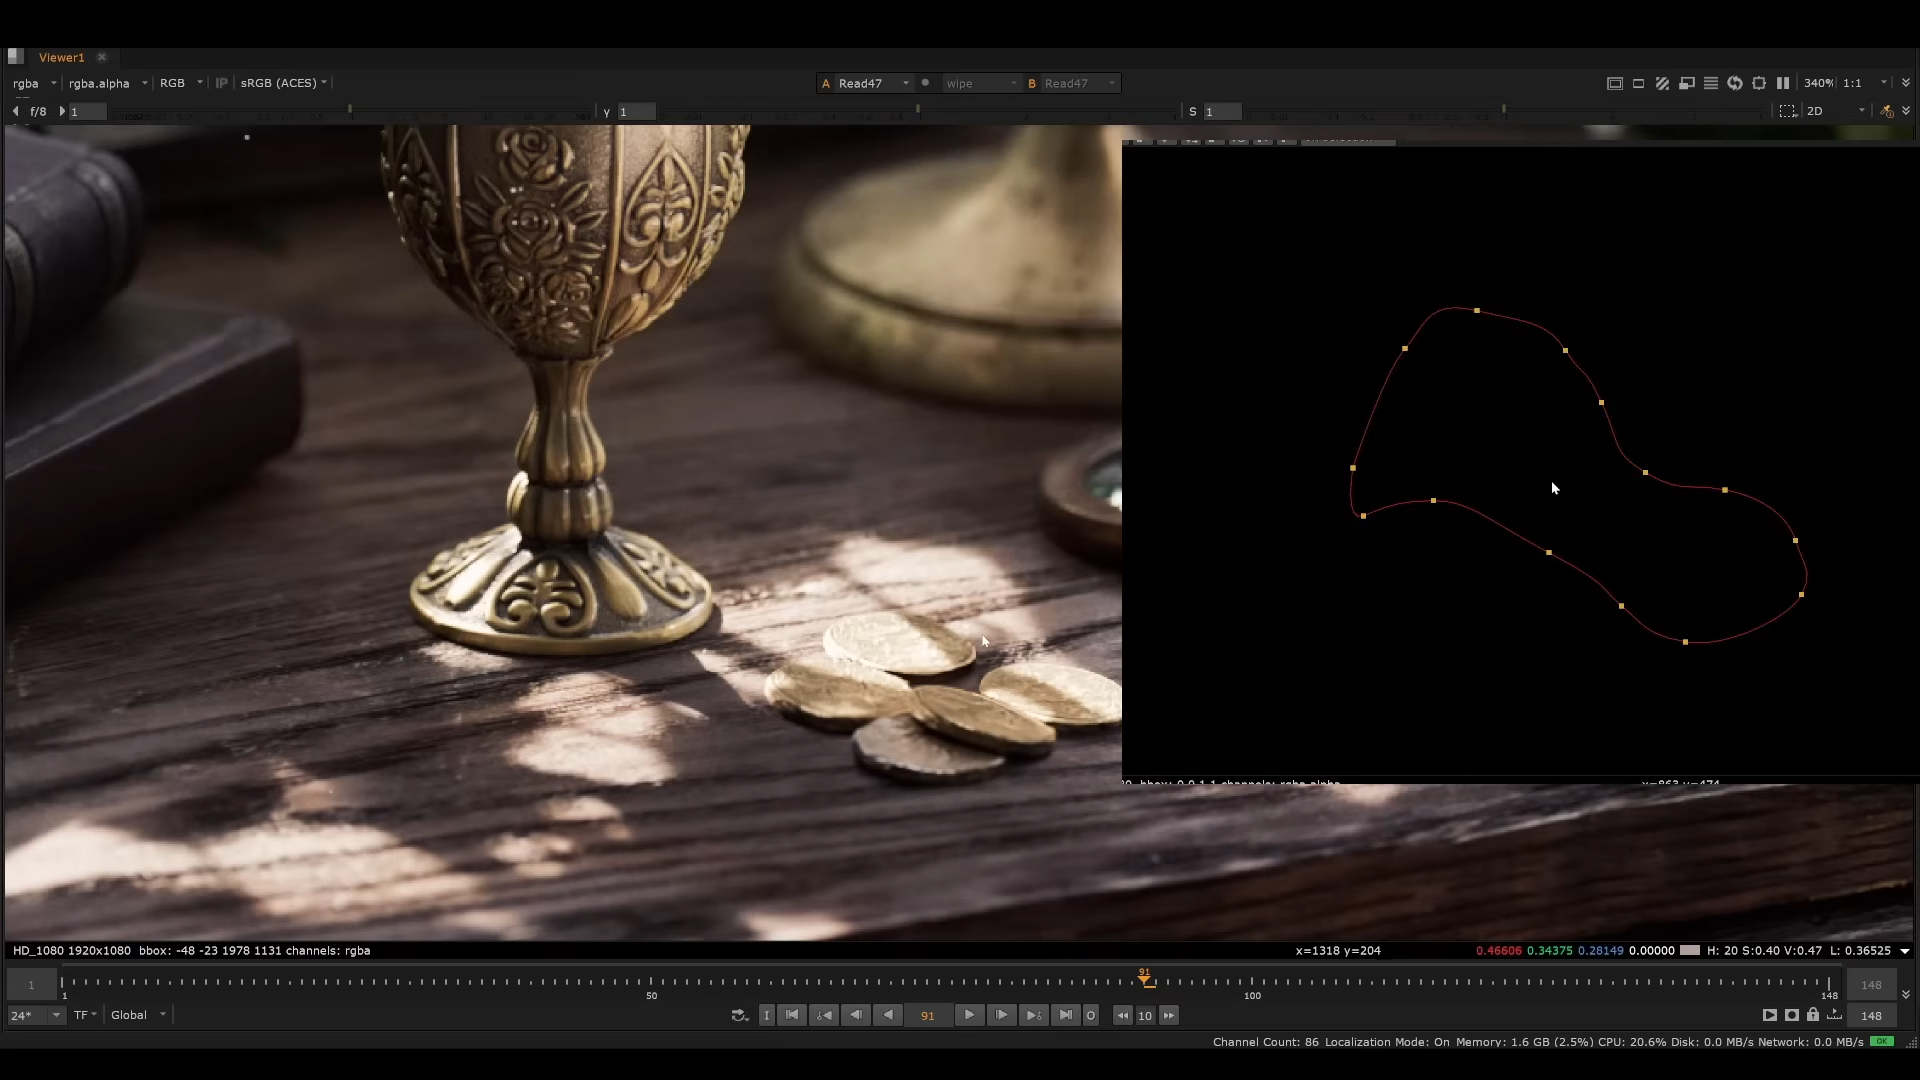 Viewer1
rgba rgba.alpha RGB IP sRGB (ACES) A Read47 wipe B Read47 340% 1:1
f/8 1 y 1 S 1 2D
HD_1080 1920x1080 bbox: -48 -23 1978 1131 channels: rgba x=1318 y=204 0.46606 0.34375 0.28149 0.00000 H: 20 S:0.40 V:0.47 L: 0.36525
91
1 148
1 50 100 148
24* TF Global I 91 O 10 148
Channel Count: 86 Localization Mode: On Memory: 1.6 GB (2.5%) CPU: 20.6% Disk: 0.0 MB/s Network: 0.0 MB/s OK